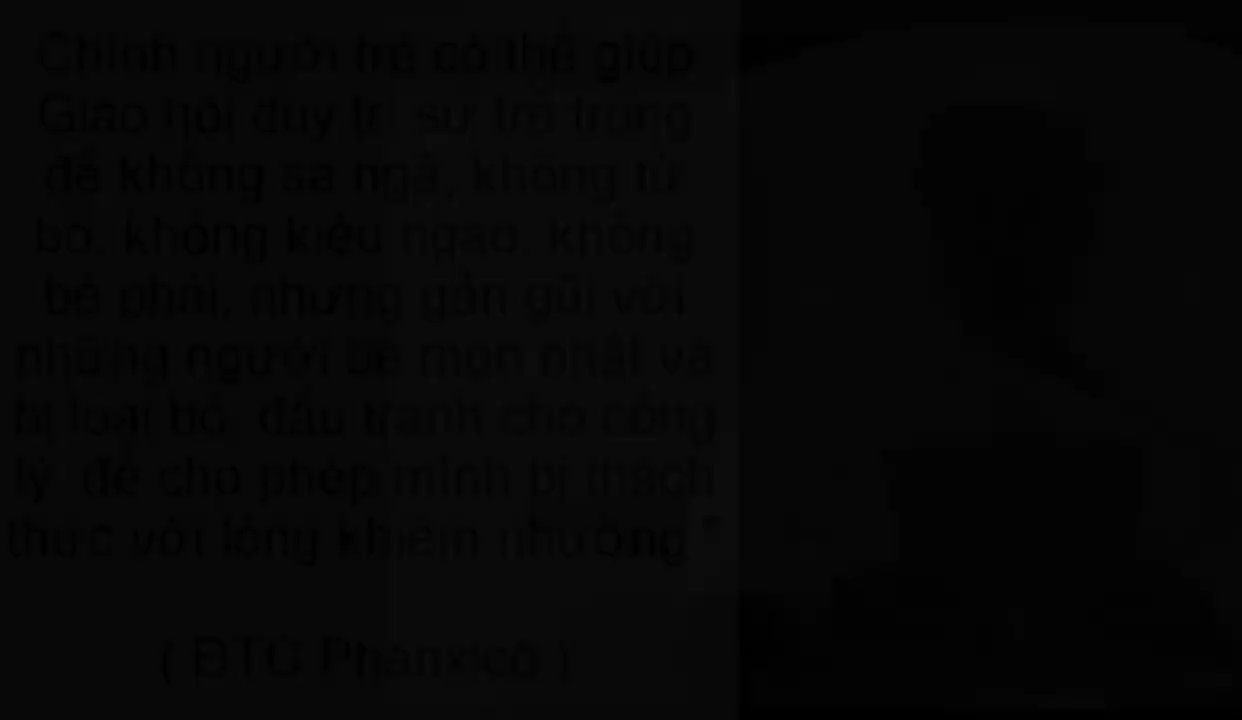 Chính người trẻ có thể giúp
Giáo hội duy trì sự trẻ trung
để không sa ngã, không từ
bỏ, không kiêu ngạo, không
bè phái, nhưng gần gũi với
những người bé mọn nhất và
bị loại bỏ, đấu tranh cho công
lý, để cho phép mình bị thách
thức với lòng khiêm nhường."

( ĐTC Phanxicô )